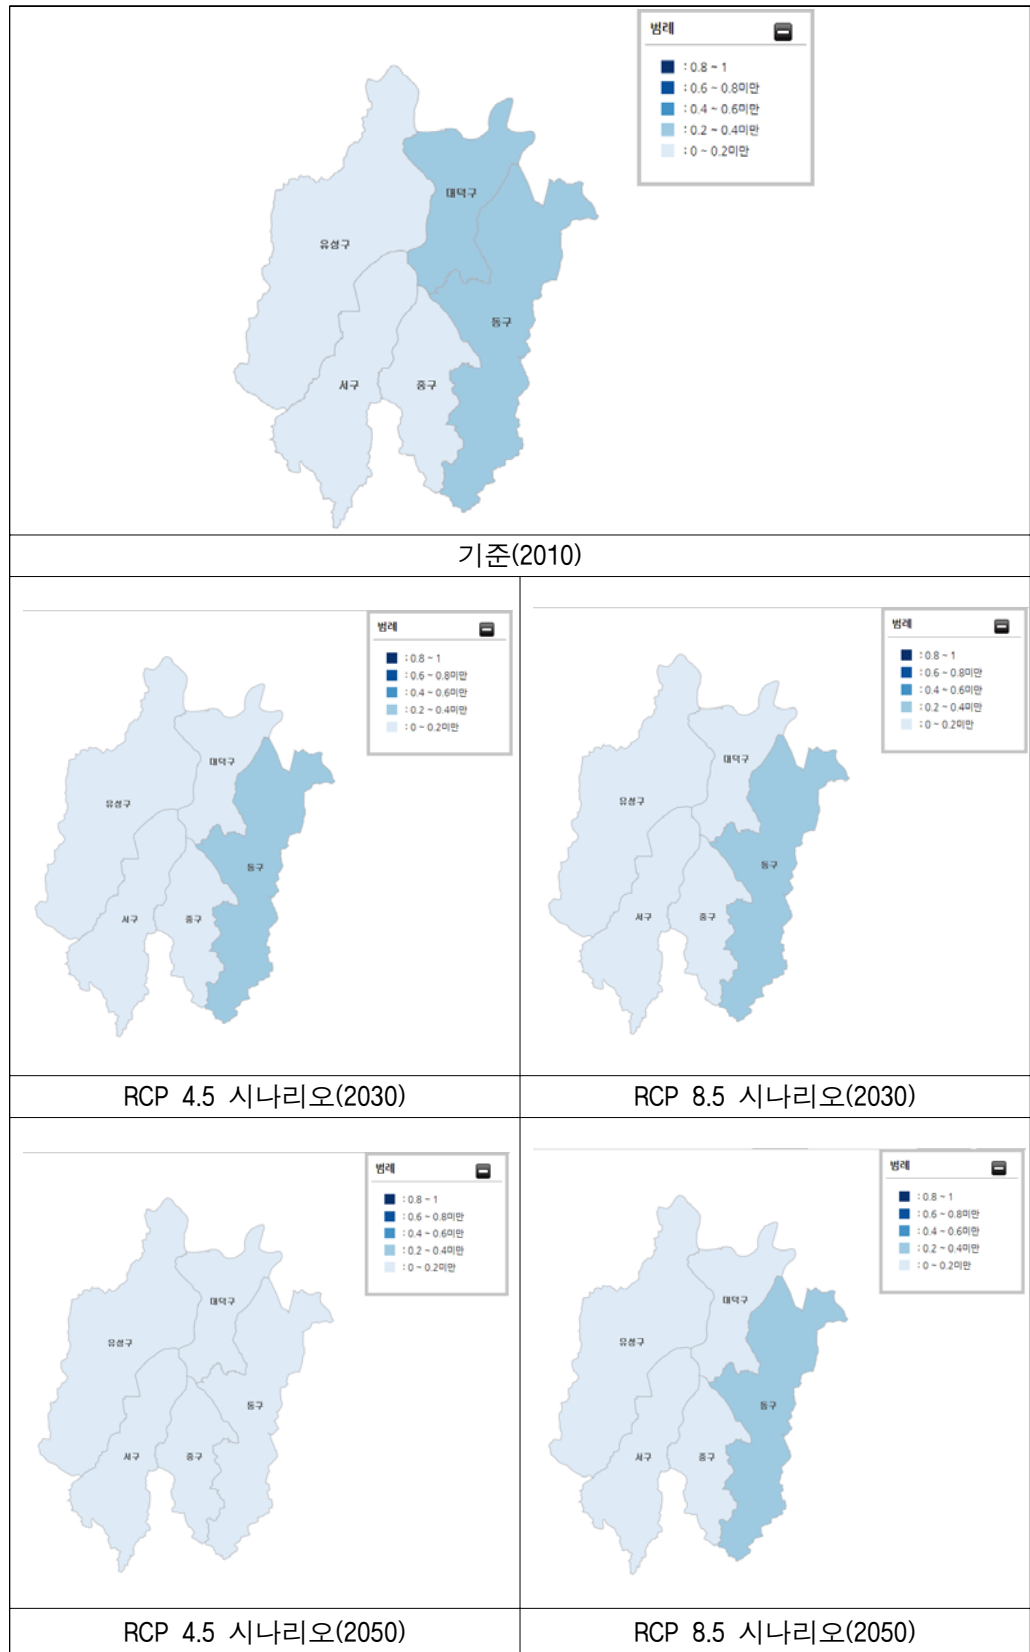 범례
: 0.8 ~ 1
: 0.6 ~ 0.8미만
: 0.4 ~ 0.6미만
: 0.2 ~ 0.4미만
: 0 ~ 0.2미만
대덕구
유성구
동구
서구
중구
기준(2010)
범례
: 0.8 ~ 1
: 0.6 ~ 0.8미만
: 0.4 ~ 0.6미만
: 0.2 ~ 0.4미만
: 0 ~ 0.2미만
대덕구
유성구
동구
서구
중구
RCP 4.5 시나리오(2030)
범례
: 0.8 ~ 1
: 0.6 ~ 0.8미만
: 0.4 ~ 0.6미만
: 0.2 ~ 0.4미만
: 0 ~ 0.2미만
대덕구
유성구
동구
서구
중구
RCP 8.5 시나리오(2030)
범례
: 0.8 ~ 1
: 0.6 ~ 0.8미만
: 0.4 ~ 0.6미만
: 0.2 ~ 0.4미만
: 0 ~ 0.2미만
대덕구
유성구
동구
서구
중구
RCP 4.5 시나리오(2050)
범례
: 0.8 ~ 1
: 0.6 ~ 0.8미만
: 0.4 ~ 0.6미만
: 0.2 ~ 0.4미만
: 0 ~ 0.2미만
대덕구
유성구
동구
서구
중구
RCP 8.5 시나리오(2050)